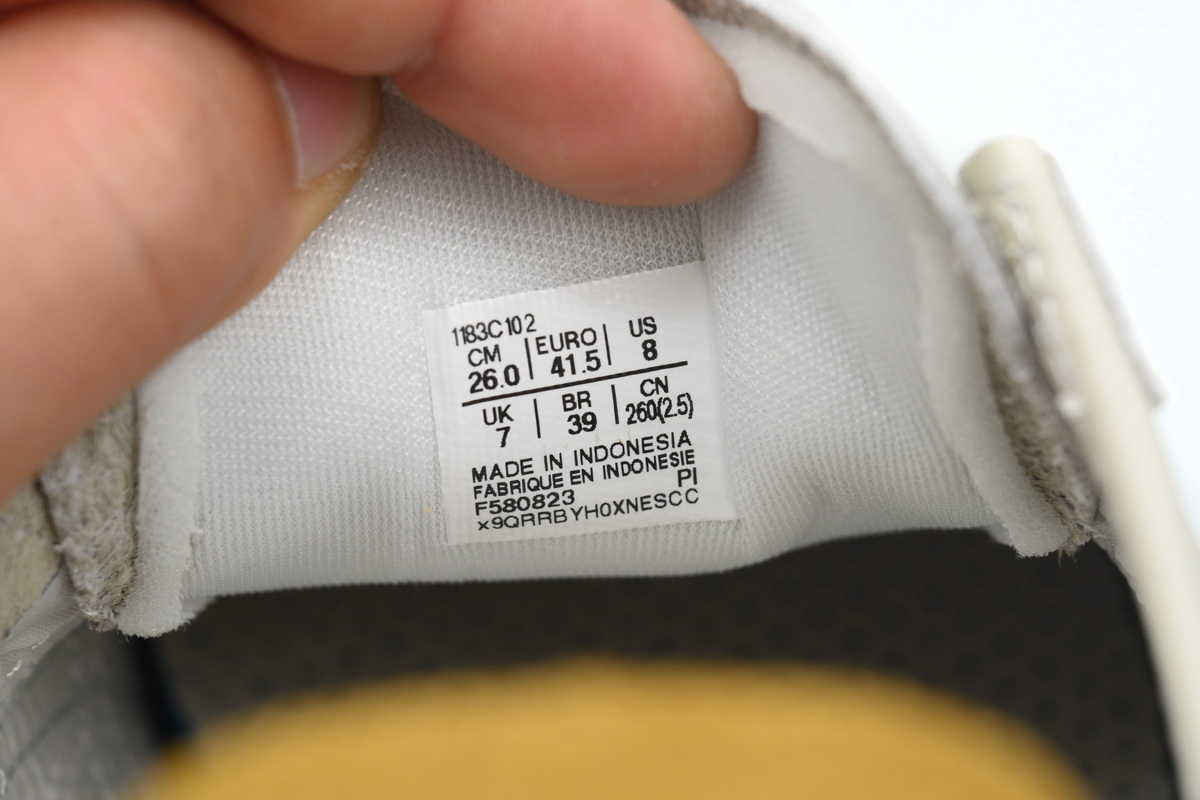 1183C102
CM | EURO | US
26.0 | 41.5 | 8
UK | BR | CN
7 | 39 | 260(2.5)
MADE IN INDONESIA
FABRIQUE EN INDONESIE
F580823 PI
x9QRRBYH0XNESCC